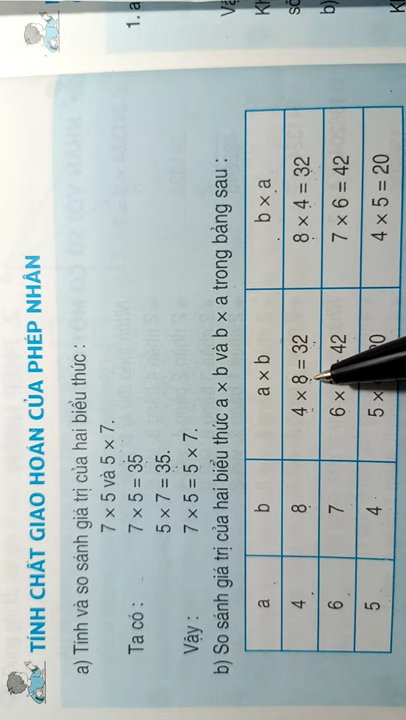 TÍNH CHẤT GIAO HOÁN CỦA PHÉP NHÂN
a) Tính và so sánh giá trị của hai biểu thức :
7 × 5 và 5 × 7.
Ta có : 7 × 5 = 35
5 × 7 = 35.
Vậy : 7 × 5 = 5 × 7.
b) So sánh giá trị của hai biểu thức a × b và b × a trong bảng sau :
a b a × b b × a
4 8 4 × 8 = 32 8 × 4 = 32
6 7 6 × 42 7 × 6 = 42
5 4 5 × 4 × 5 = 20
1. a
b)